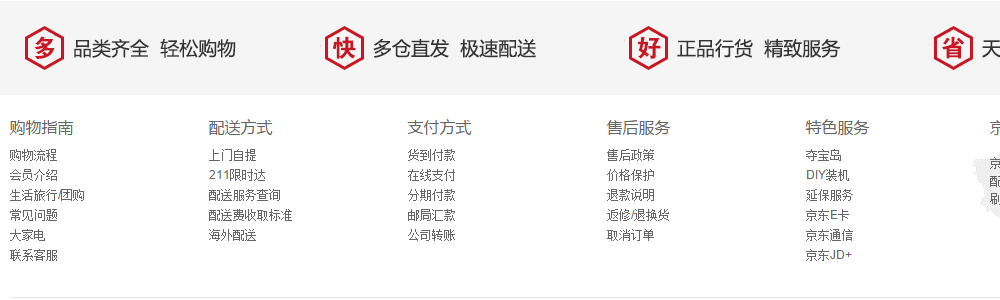 多 品类齐全 轻松购物 快 多仓直发 极速配送 好 正品行货 精致服务 省 天
购物指南
购物流程
会员介绍
生活旅行/团购
常见问题
大家电
联系客服
配送方式
上门自提
211限时达
配送服务查询
配送费收取标准
海外配送
支付方式
货到付款
在线支付
分期付款
邮局汇款
公司转账
售后服务
售后政策
价格保护
退款说明
返修/退换货
取消订单
特色服务
夺宝岛
DIY装机
延保服务
京东E卡
京东通信
京东JD+
京
京
配
刷